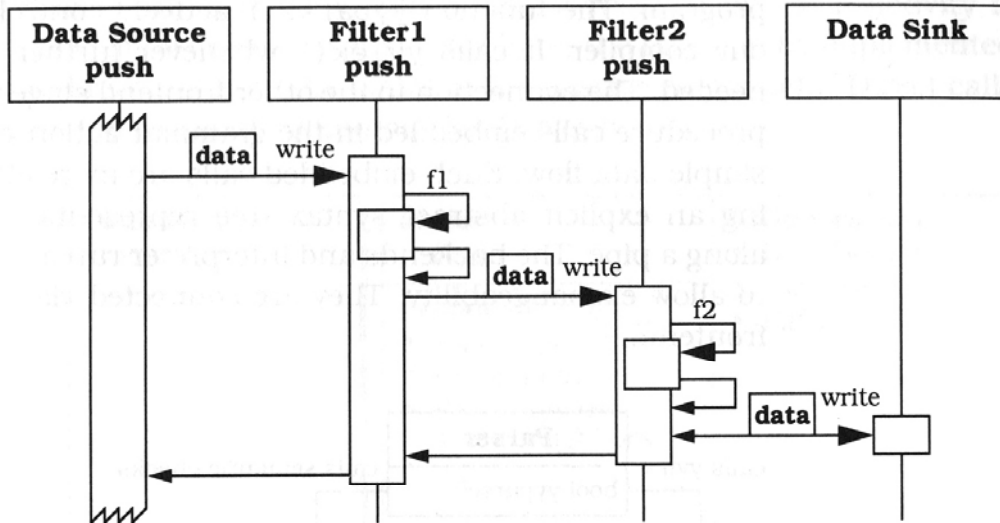 Data Source
push
Filter1
push
Filter2
push
Data Sink
data
write
f1
data
write
f2
data
write